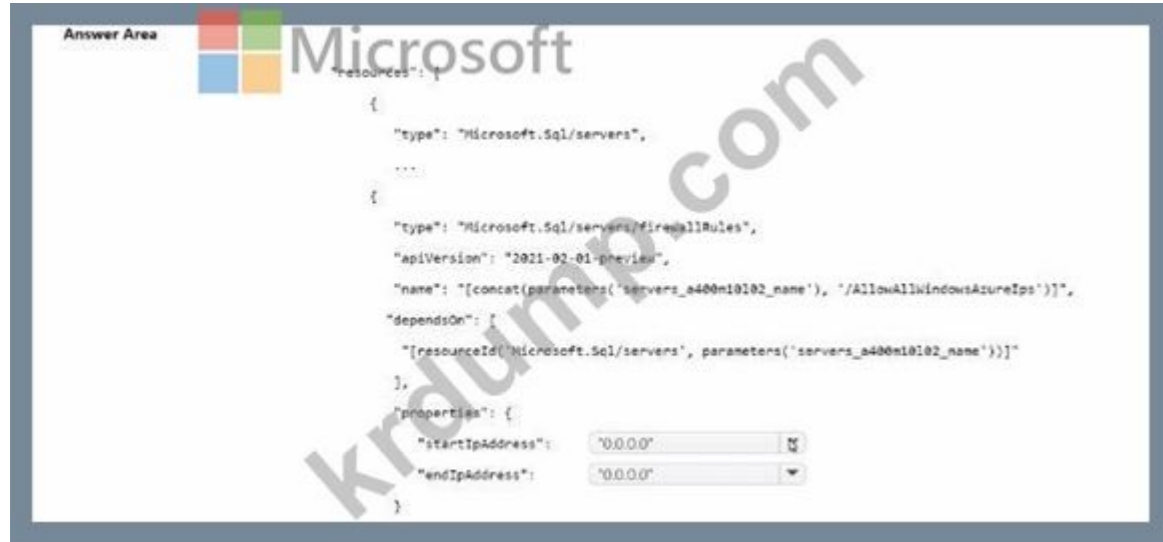 Answer Area
Microsoft
"resources": [
{
"type": "Microsoft.Sql/servers",
...
{
"type": "Microsoft.Sql/servers/firewallRules",
"apiVersion": "2021-02-01-preview",
"name": "[concat(parameters('servers_a400m10l02_name'), '/AllowAllWindowsAzureIps')]",
"dependsOn": [
"[resourceId('Microsoft.Sql/servers', parameters('servers_a400m10l02_name'))]"
],
"properties": {
"startIpAddress": "0.0.0.0"
"endIpAddress": "0.0.0.0"
}
krdump.com